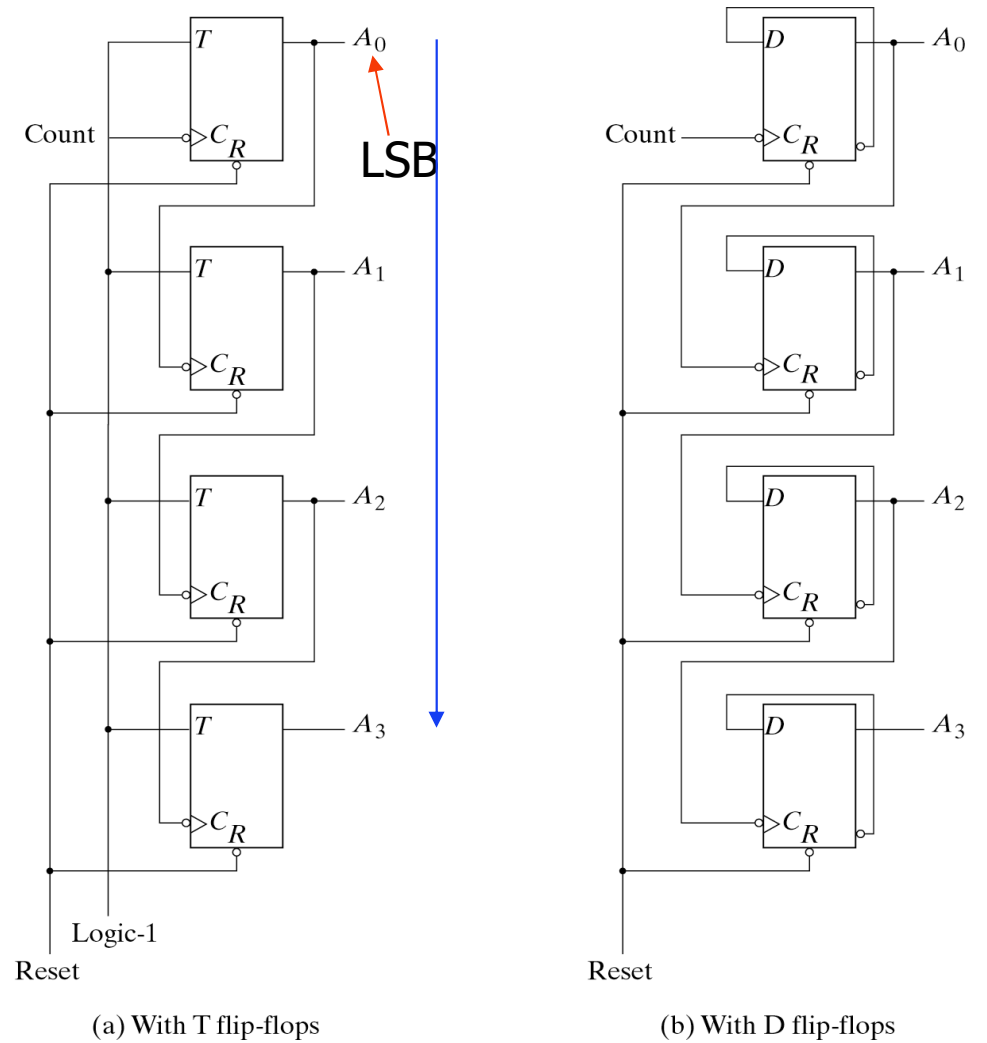 T
A0
Count
C
R
LSB
T
A1
C
R
T
A2
C
R
T
A3
C
R
Logic-1
Reset
(a) With T flip-flops
D
A0
Count
C
R
D
A1
C
R
D
A2
C
R
D
A3
C
R
Reset
(b) With D flip-flops